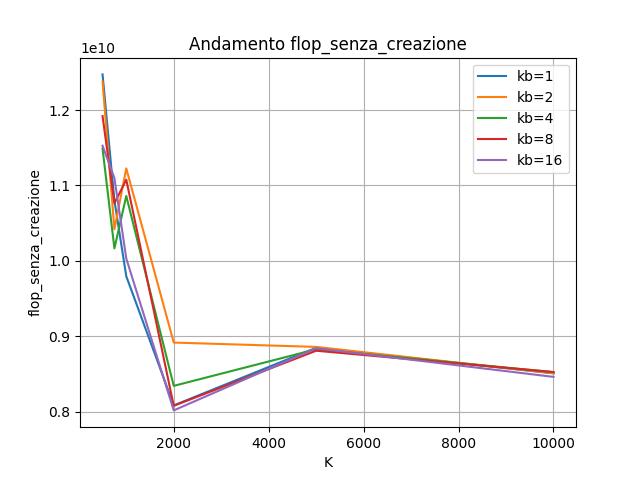 Andamento flop_senza_creazione
1e10
kb=1
kb=2
kb=4
kb=8
kb=16
1.2
1.1
1.0
0.9
0.8
flop_senza_creazione
2000 4000 6000 8000 10000
K